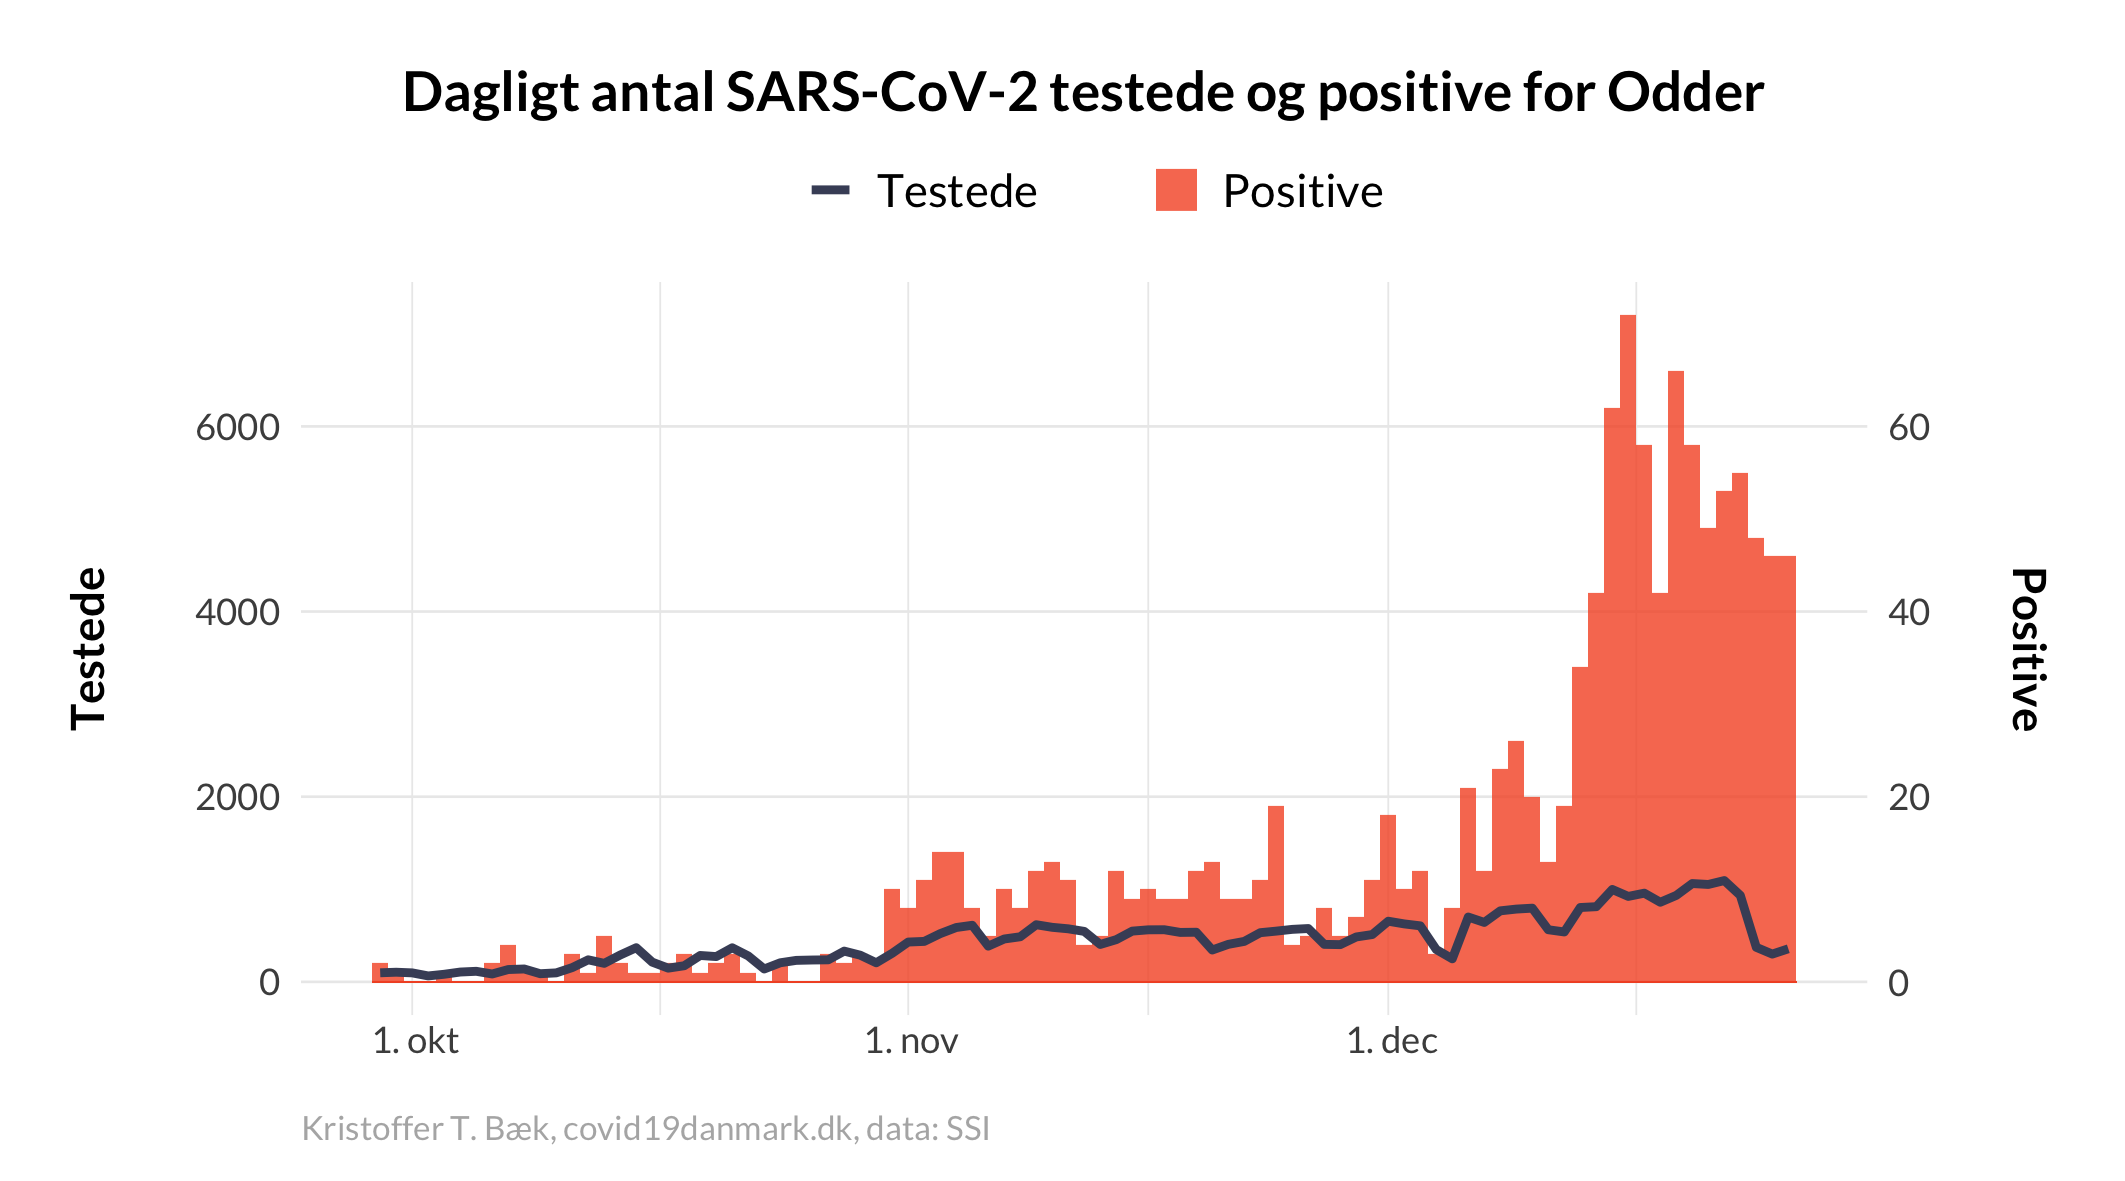 Dagligt antal SARS-CoV-2 testede og positive for Odder
Testede
Positive
6000
4000
2000
0
Testede
60
40
20
0
Positive
1. okt
1. nov
1. dec
Kristoffer T. Bæk, covid19danmark.dk, data: SSI